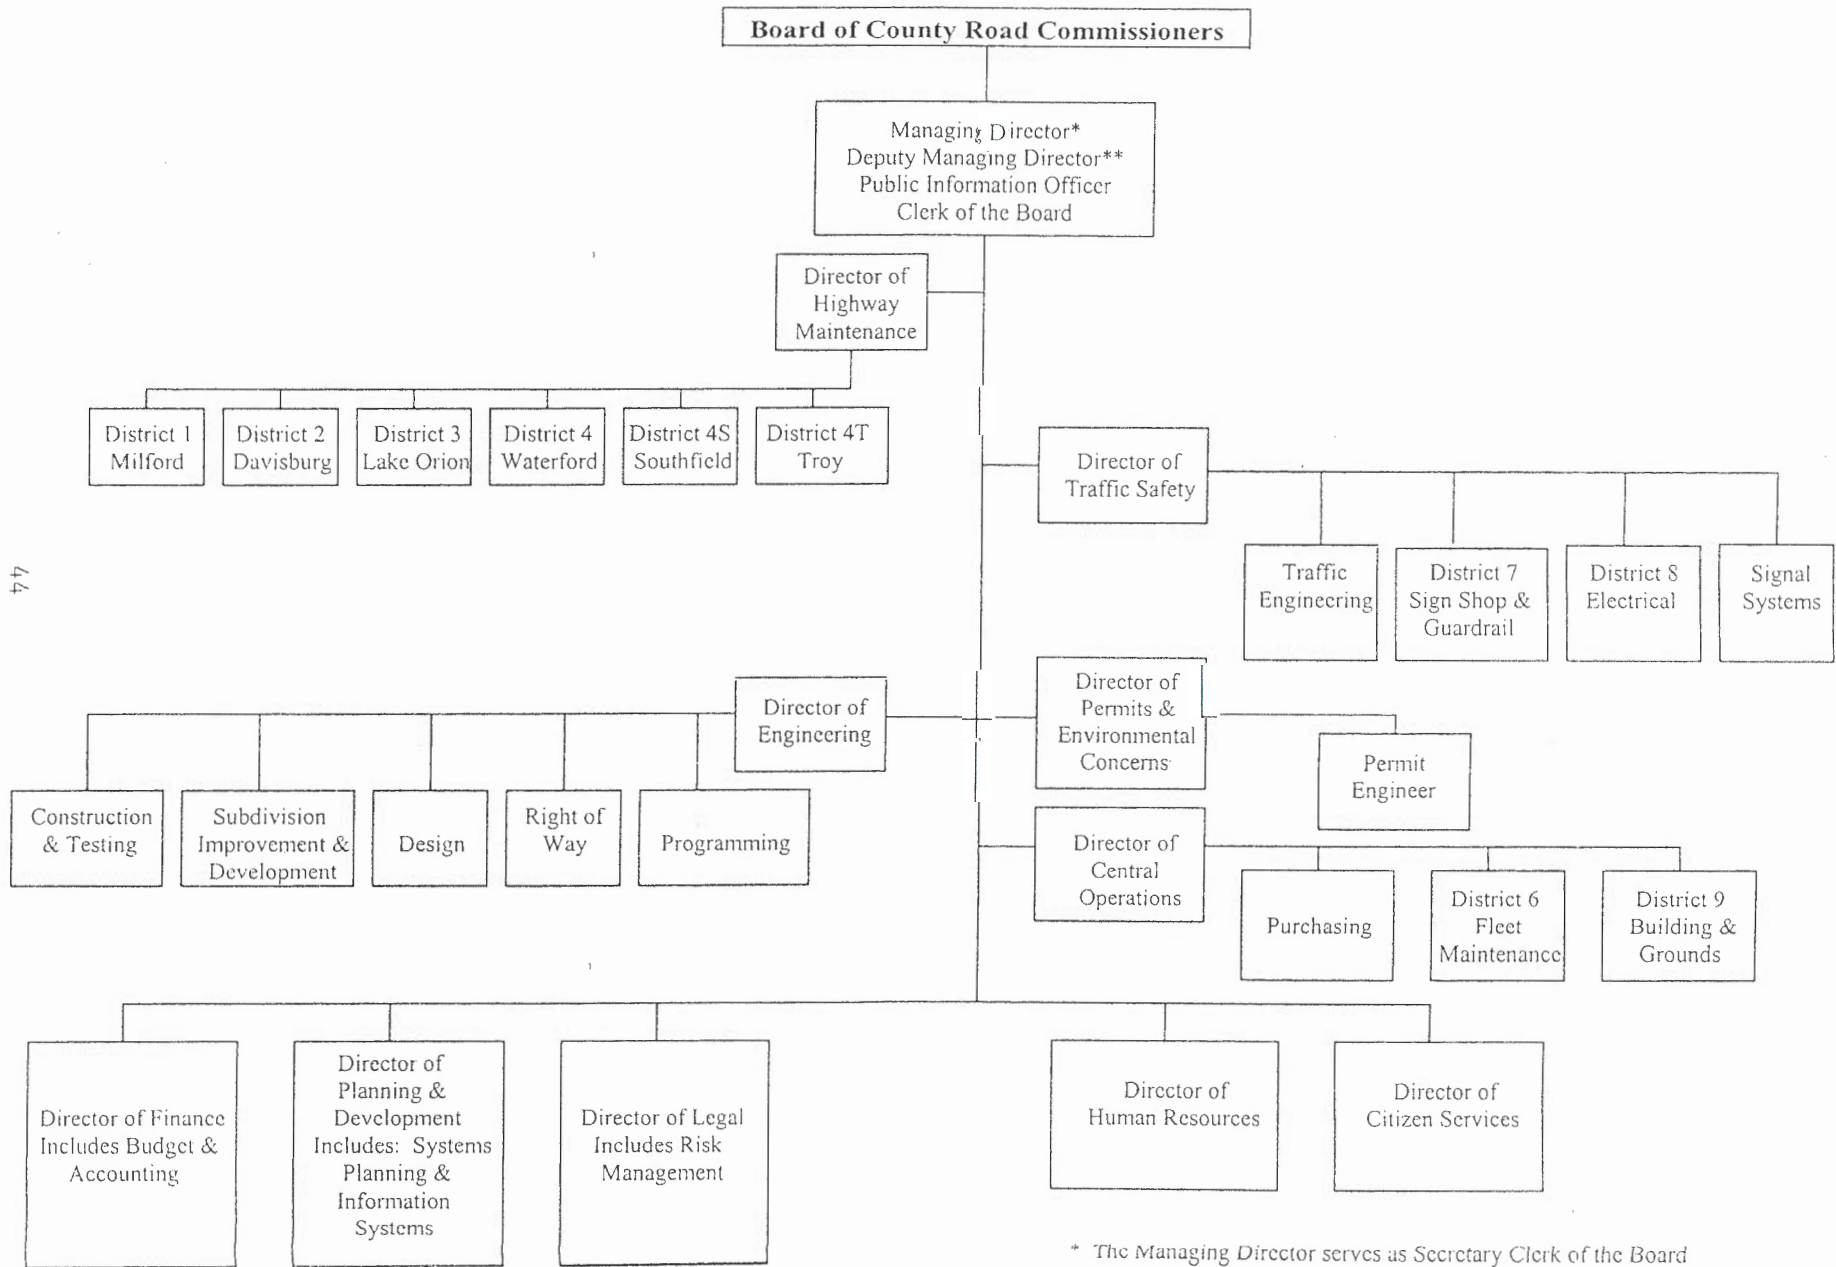 Board of County Road Commissioners
Managing Director*
Deputy Managing Director**
Public Information Officer
Clerk of the Board
Director of
Highway
Maintenance
District 1
Milford
District 2
Davisburg
District 3
Lake Orion
District 4
Waterford
District 4S
Southfield
District 4T
Troy
Director of
Traffic Safety
Traffic
Engineering
District 7
Sign Shop &
Guardrail
District 8
Electrical
Signal
Systems
44
Director of
Engineering
Construction
& Testing
Subdivision
Improvement &
Development
Design
Right of
Way
Programming
Director of
Permits &
Environmental
Concerns
Permit
Engineer
Director of
Central
Operations
Purchasing
District 6
Fleet
Maintenance
District 9
Building &
Grounds
Director of Finance
Includes Budget &
Accounting
Director of
Planning &
Development
Includes: Systems
Planning &
Information
Systems
Director of Legal
Includes Risk
Management
Director of
Human Resources
Director of
Citizen Services
* The Managing Director serves as Secretary Clerk of the Board